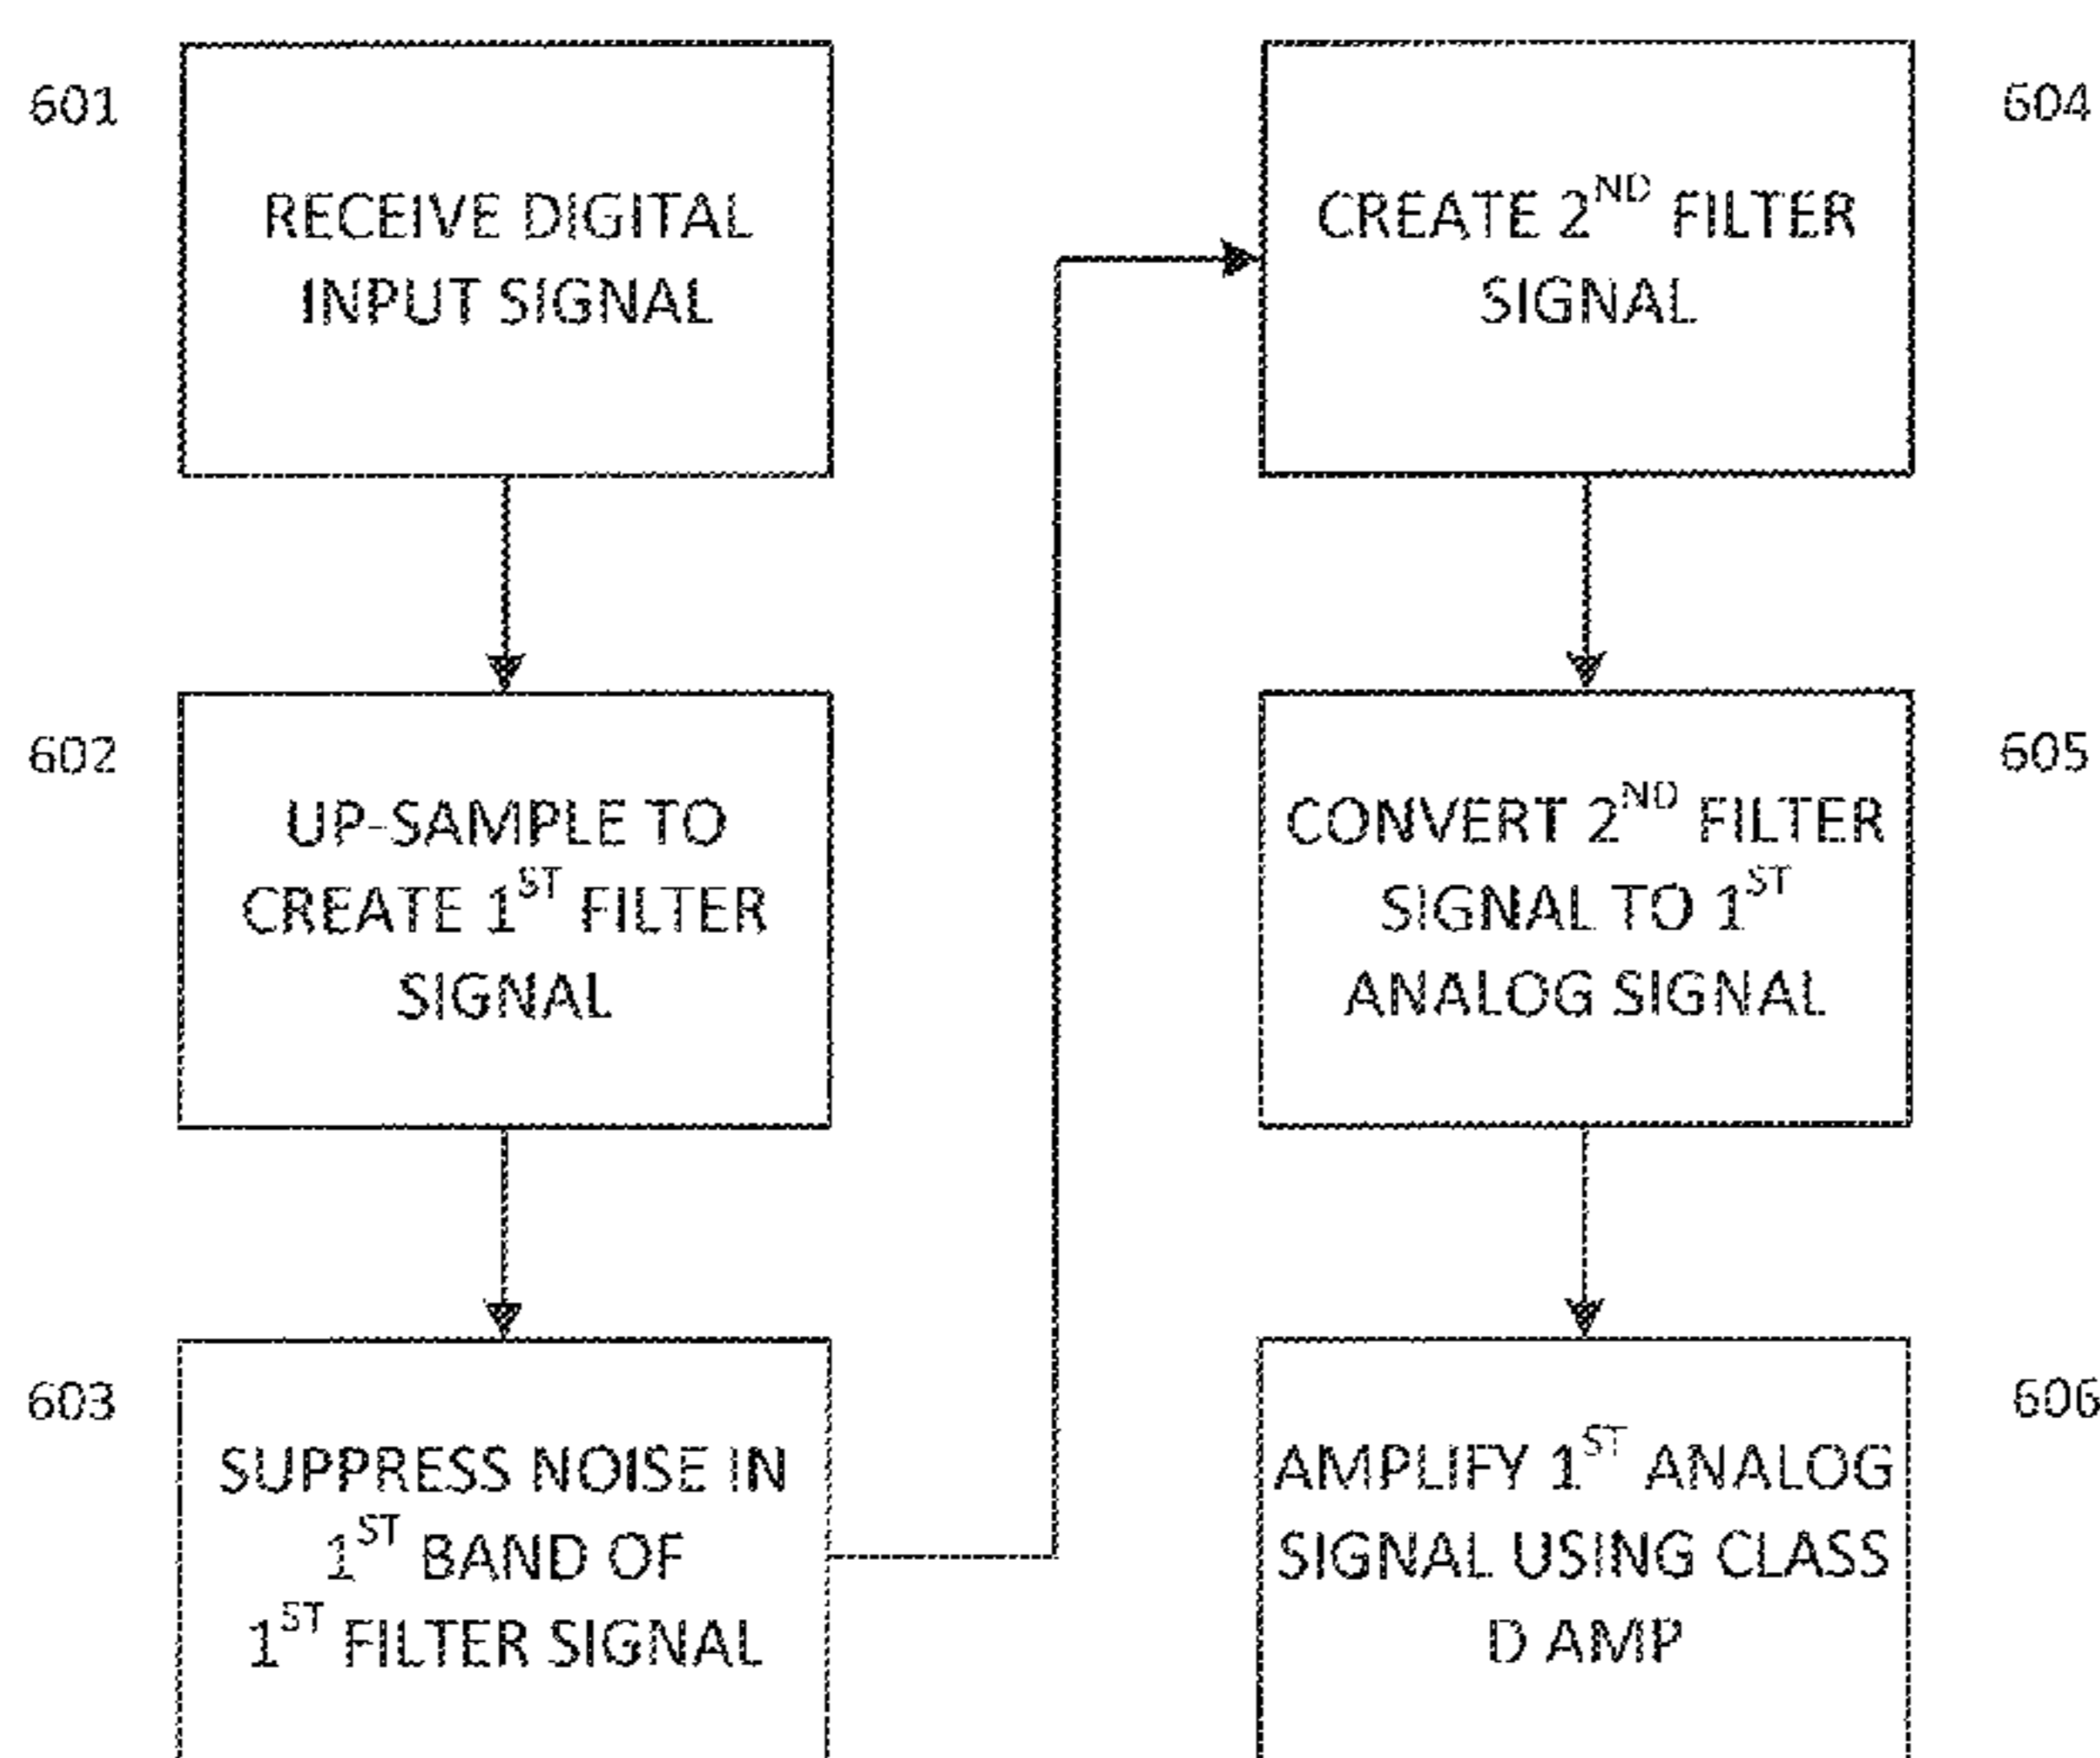 601
RECEIVE DIGITAL
INPUT SIGNAL
602
UP-SAMPLE TO
CREATE 1ST FILTER
SIGNAL
603
SUPPRESS NOISE IN
1ST BAND OF
1ST FILTER SIGNAL
604
CREATE 2ND FILTER
SIGNAL
605
CONVERT 2ND FILTER
SIGNAL TO 1ST
ANALOG SIGNAL
606
AMPLIFY 1ST ANALOG
SIGNAL USING CLASS
D AMP